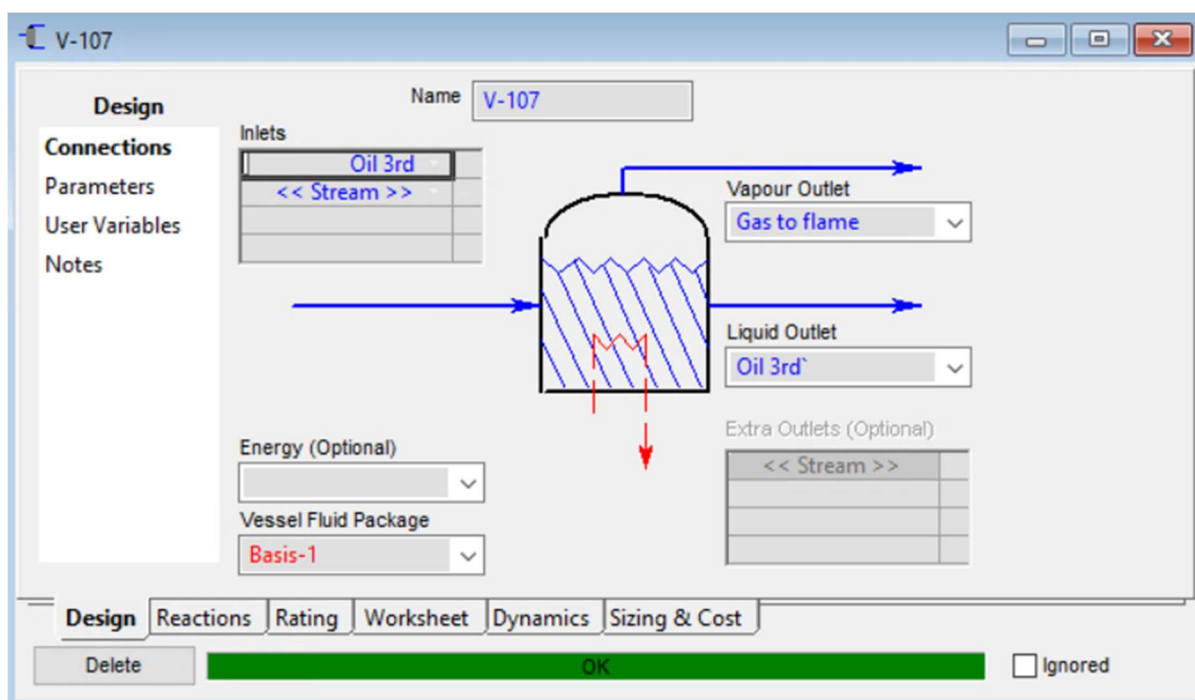 V-107
Design
Name V-107
Connections
Parameters
User Variables
Notes
Inlets
Oil 3rd
<< Stream >>
Vapour Outlet
Gas to flame
Liquid Outlet
Oil 3rd`
Extra Outlets (Optional)
<< Stream >>
Energy (Optional)
Vessel Fluid Package
Basis-1
Design Reactions Rating Worksheet Dynamics Sizing & Cost
Delete OK Ignored